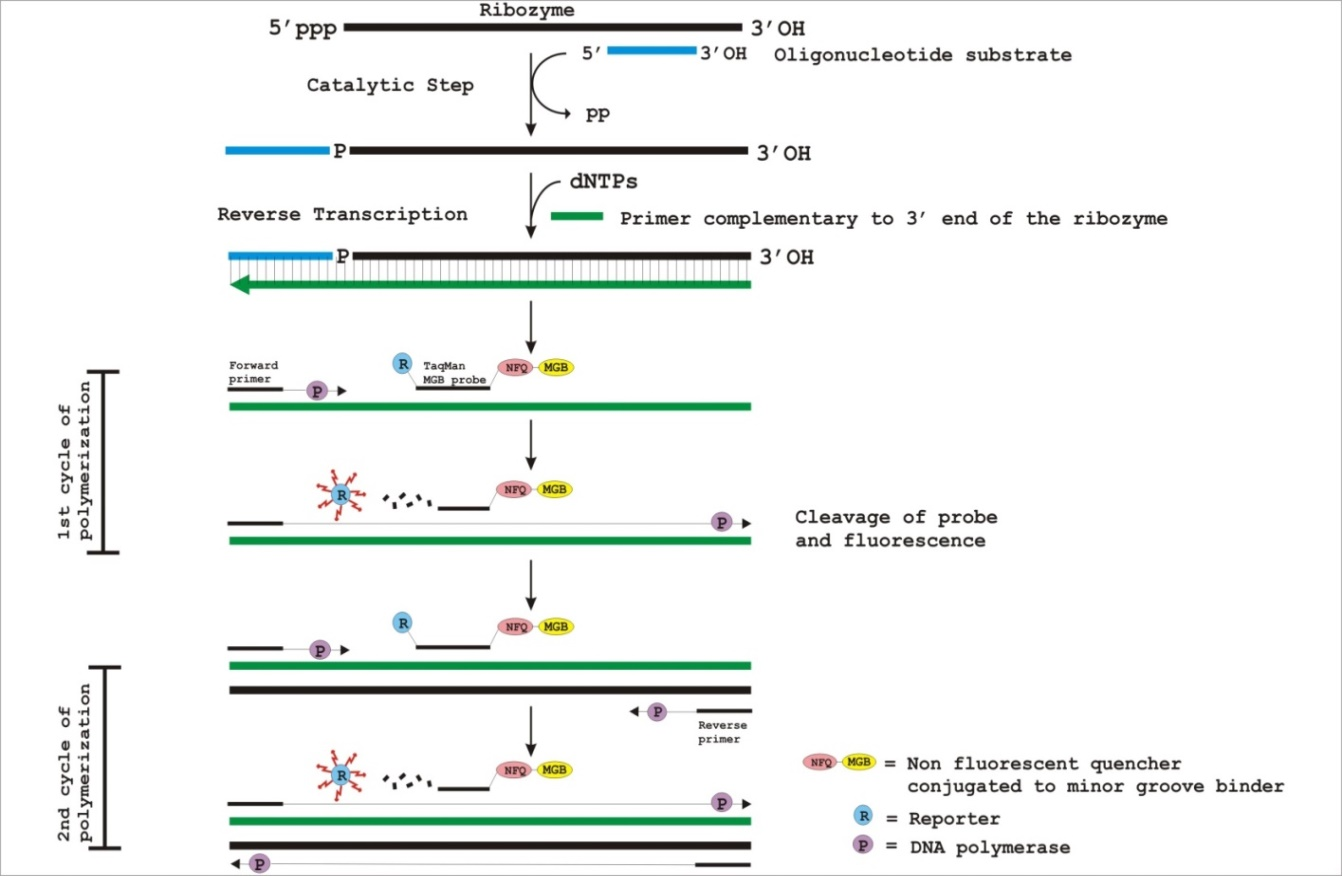 Ribozyme
5'ppp 3'OH
5' 3'OH Oligonucleotide substrate
Catalytic Step
pp
P 3'OH
dNTPs
Reverse Transcription
Primer complementary to 3' end of the ribozyme
P 3'OH
1st cycle of
polymerization
Forward
primer
P
R
TaqMan
MGB probe
NFQ MGB
R
NFQ MGB
P
Cleavage of probe
and fluorescence
2nd cycle of
polymerization
P
R
NFQ MGB
P
Reverse
primer
R
NFQ MGB
P
P
NFQ MGB = Non fluorescent quencher
conjugated to minor groove binder
R = Reporter
P = DNA polymerase